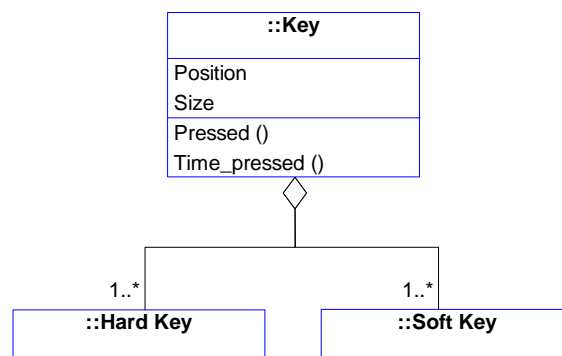 ::Key
Position
Size
Pressed ()
Time_pressed ()
1..*
1..*
::Hard Key
::Soft Key